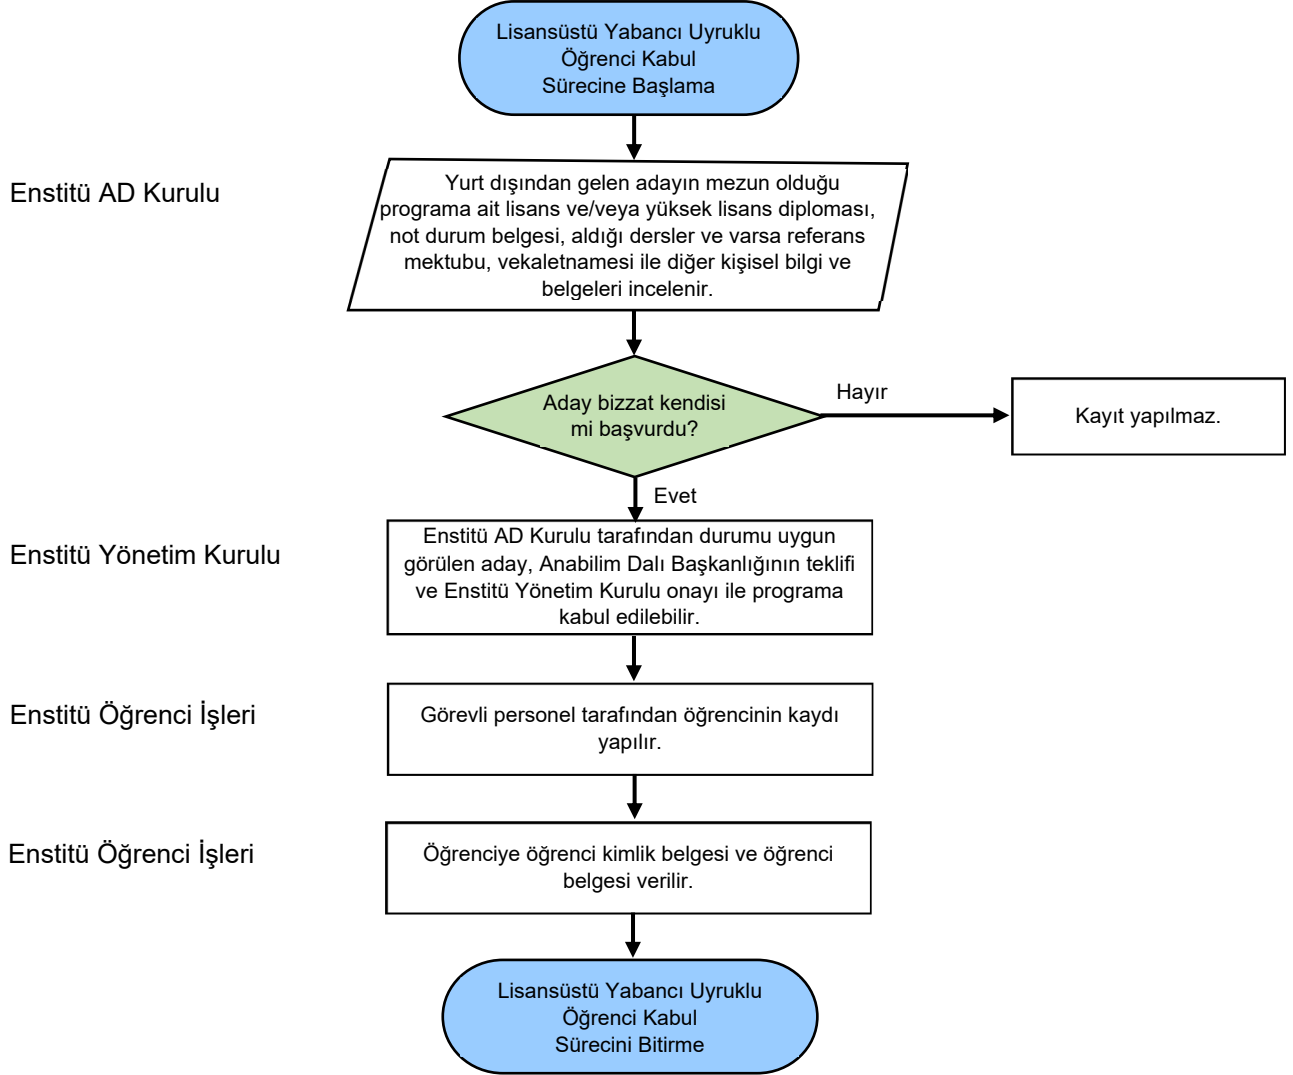 Lisansüstü Yabancı Uyruklu
Öğrenci Kabul
Sürecine Başlama
Enstitü AD Kurulu
Yurt dışından gelen adayın mezun olduğu
programa ait lisans ve/veya yüksek lisans diploması,
not durum belgesi, aldığı dersler ve varsa referans
mektubu, vekaletnamesi ile diğer kişisel bilgi ve
belgeleri incelenir.
Aday bizzat kendisi
mi başvurdu?
Hayır
Kayıt yapılmaz.
Evet
Enstitü Yönetim Kurulu
Enstitü AD Kurulu tarafından durumu uygun
görülen aday, Anabilim Dalı Başkanlığının teklifi
ve Enstitü Yönetim Kurulu onayı ile programa
kabul edilebilir.
Enstitü Öğrenci İşleri
Görevli personel tarafından öğrencinin kaydı
yapılır.
Enstitü Öğrenci İşleri
Öğrenciye öğrenci kimlik belgesi ve öğrenci
belgesi verilir.
Lisansüstü Yabancı Uyruklu
Öğrenci Kabul
Sürecini Bitirme